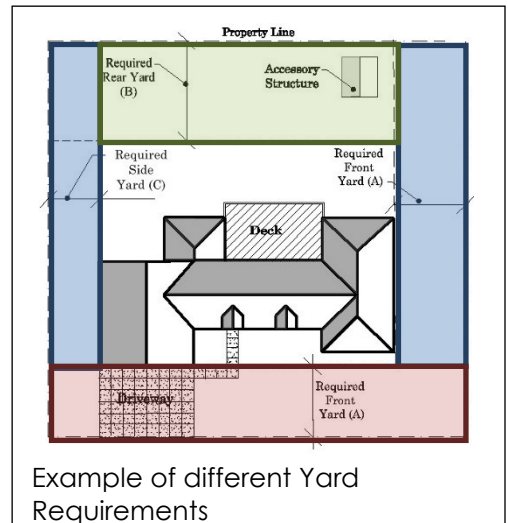 Property Line
Required
Rear Yard
(B)
Accessory
Structure
Required
Side
Yard (C)
Required
Front
Yard (A)
Deck
Driveway
Required
Front
Yard (A)
Example of different Yard
Requirements